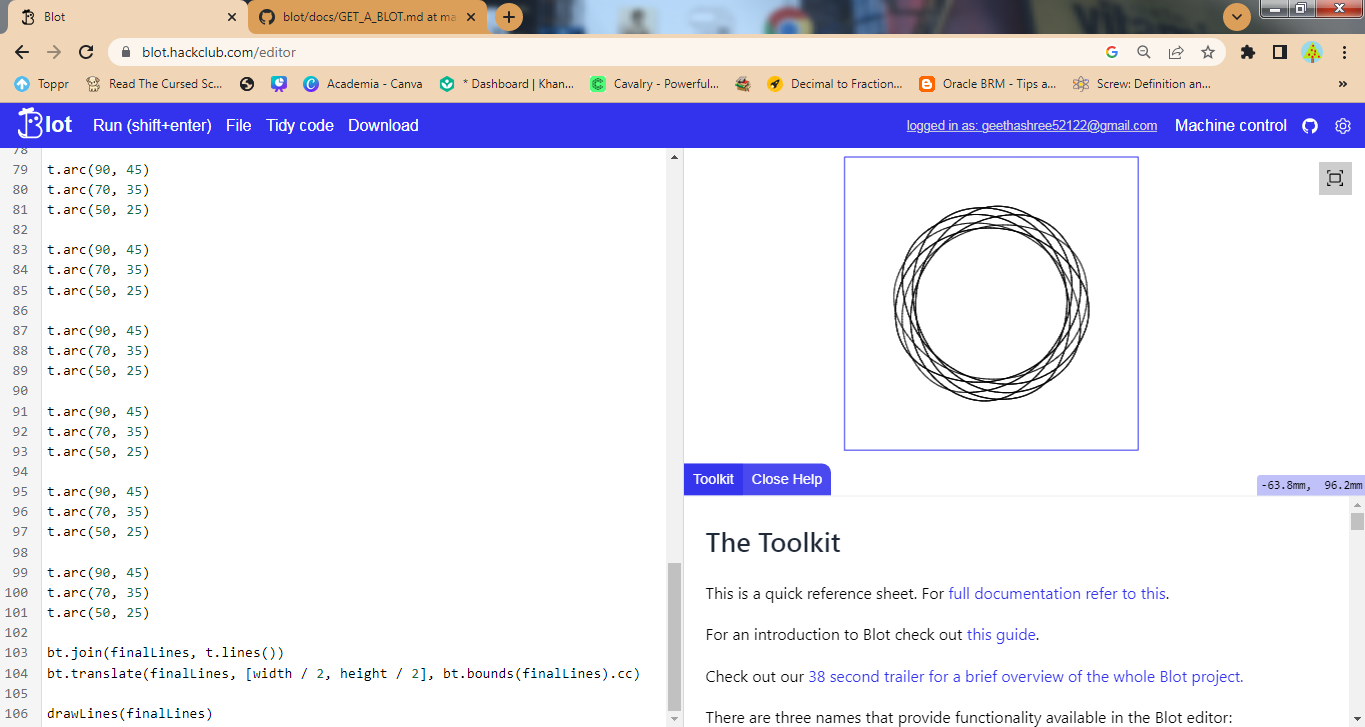 Blot
blot/docs/GET_A_BLOT.md at ma
blot.hackclub.com/editor
Toppr
Read The Cursed Sc...
Academia - Canva
* Dashboard | Khan...
Cavalry - Powerful...
Decimal to Fraction...
Oracle BRM - Tips a...
Screw: Definition an...
»
Blot
Run (shift+enter)
File
Tidy code
Download
logged in as: geethashree52122@gmail.com
Machine control
78
79 t.arc(90, 45)
80 t.arc(70, 35)
81 t.arc(50, 25)
82
83 t.arc(90, 45)
84 t.arc(70, 35)
85 t.arc(50, 25)
86
87 t.arc(90, 45)
88 t.arc(70, 35)
89 t.arc(50, 25)
90
91 t.arc(90, 45)
92 t.arc(70, 35)
93 t.arc(50, 25)
94
95 t.arc(90, 45)
96 t.arc(70, 35)
97 t.arc(50, 25)
98
99 t.arc(90, 45)
100 t.arc(70, 35)
101 t.arc(50, 25)
102
103 bt.join(finalLines, t.lines())
104 bt.translate(finalLines, [width / 2, height / 2], bt.bounds(finalLines).cc)
105
106 drawLines(finalLines)
Toolkit
Close Help
-63.8mm, 96.2mm
The Toolkit
This is a quick reference sheet. For full documentation refer to this.
For an introduction to Blot check out this guide.
Check out our 38 second trailer for a brief overview of the whole Blot project.
There are three names that provide functionality available in the Blot editor: